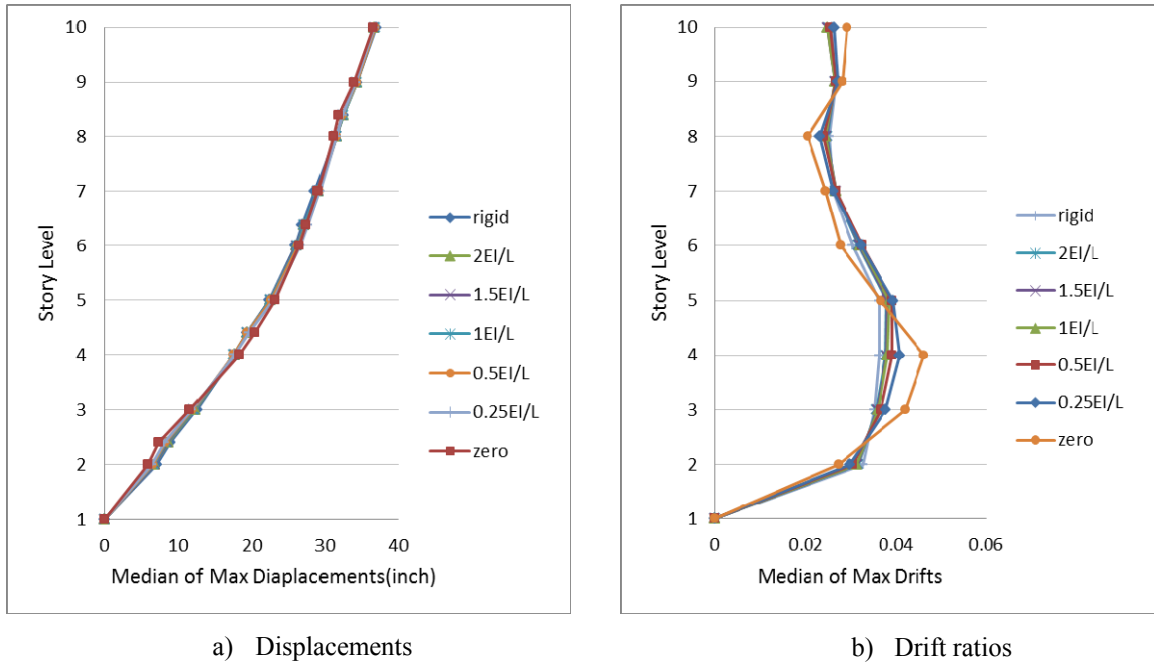 10
9
8
7
6
5
4
3
2
1
Story Level
0
10
20
30
40
Median of Max Diaplacements(inch)
rigid
2EI/L
1.5EI/L
1EI/L
0.5EI/L
0.25EI/L
zero
a) Displacements
10
9
8
7
6
5
4
3
2
1
Story Level
0
0.02
0.04
0.06
Median of Max Drifts
rigid
2EI/L
1.5EI/L
1EI/L
0.5EI/L
0.25EI/L
zero
b) Drift ratios